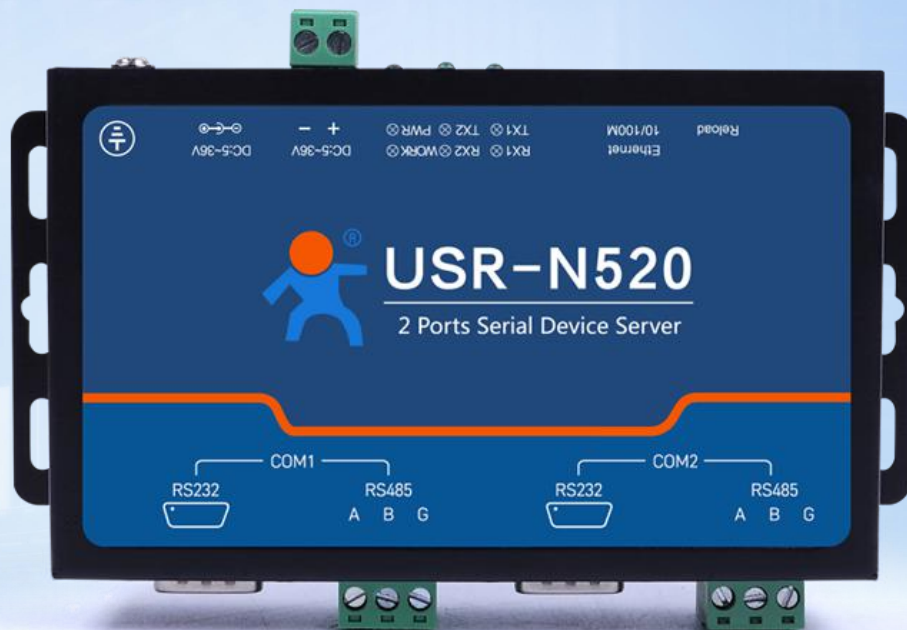 DC:5~36V
DC:5~36V
− +
⊗PWR ⊗TX2 ⊗TX1
⊗WORK⊗RX2 ⊗RX1
Ethernet
10/100M
Reload
®
USR-N520
2 Ports Serial Device Server
COM1
RS232
RS485
A B G
COM2
RS232
RS485
A B G